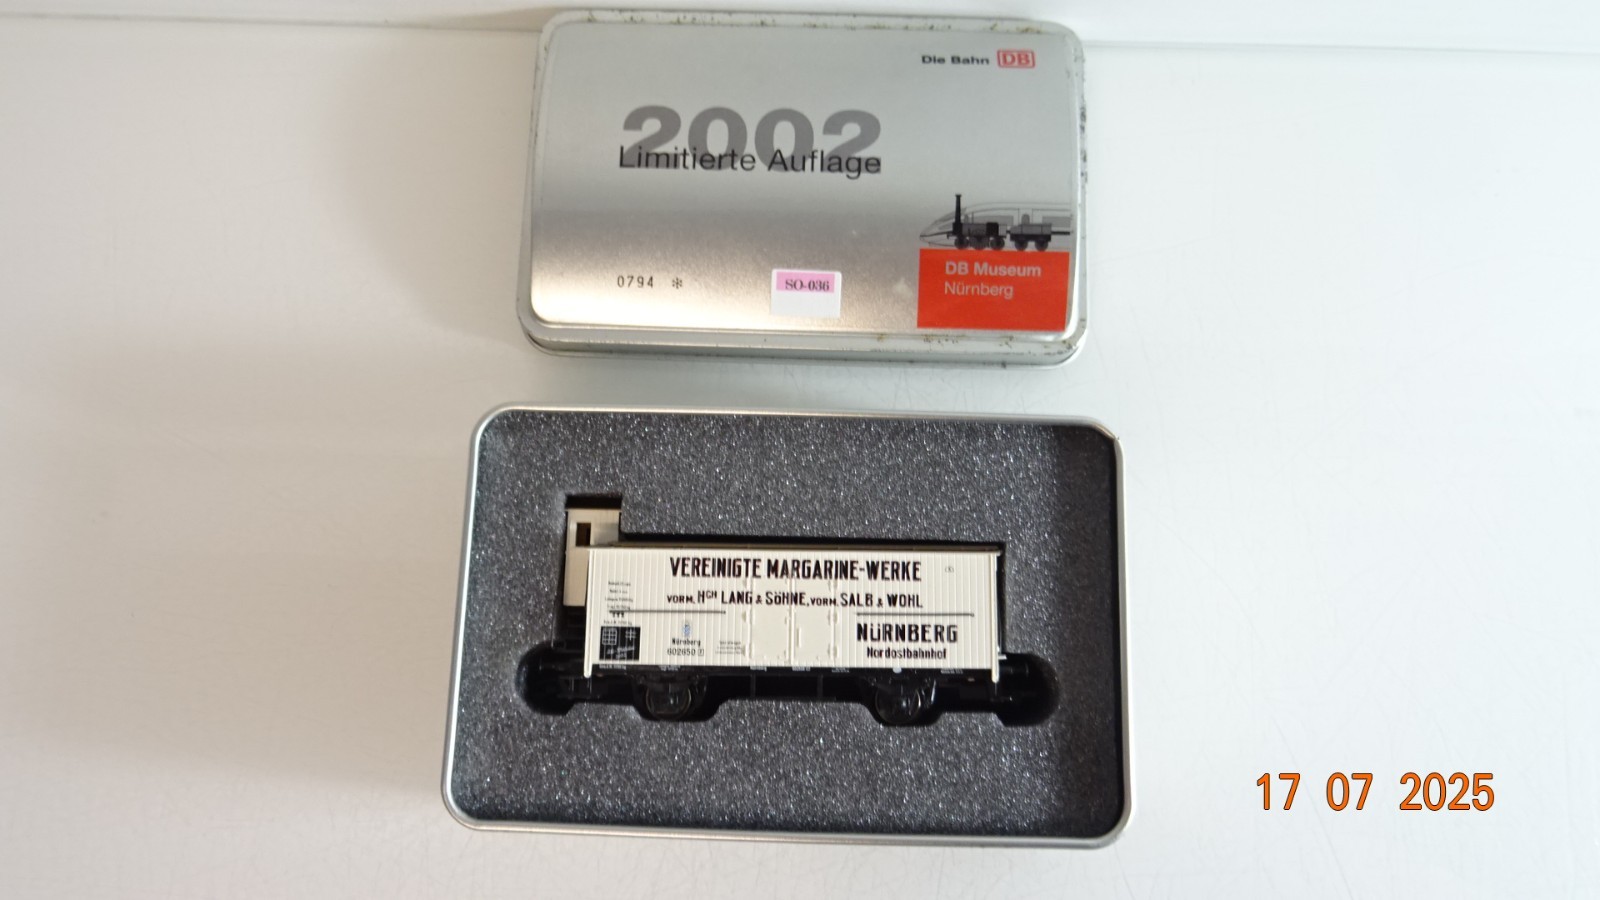 Die Bahn DB
2002
Limitierte Auflage
0794 *
SO-036
DB Museum
Nürnberg
VEREINIGTE MARGARINE-WERKE
VORM. HCH LANG & SÖHNE, VORM. SALB & WOHL
NÜRNBERG
Nordostbahnhof
Nürnberg
602650
17 07 2025